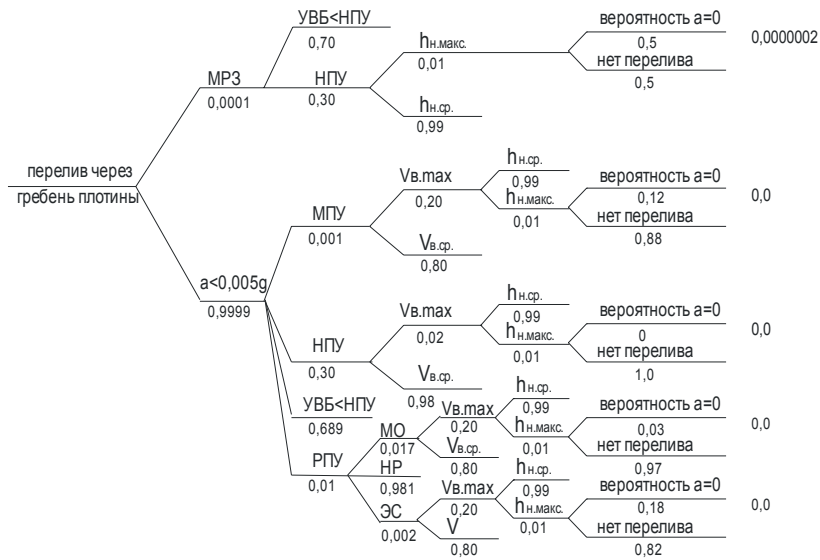 УВБ<НПУ
0,70
МРЗ
0,0001
НПУ
0,30
hн.макс.
0,01
hн.ср.
0,99
вероятность a=0
0,5
нет перелива
0,5
0,0000002
перелив через
гребень плотины
a<0,005g
0,9999
МПУ
0,001
Vв.max
0,20
Vв.ср.
0,80
hн.ср.
0,99
hн.макс.
0,01
вероятность a=0
0,12
нет перелива
0,88
0,0
НПУ
0,30
Vв.max
0,02
Vв.ср.
0,98
hн.ср.
0,99
hн.макс.
0,01
вероятность a=0
0
нет перелива
1,0
0,0
УВБ<НПУ
0,689
РПУ
0,01
МО
0,017
НР
0,981
ЭС
0,002
Vв.max
0,20
Vв.ср.
0,80
hн.ср.
0,99
hн.макс.
0,01
вероятность a=0
0,03
нет перелива
0,97
0,0
Vв.max
0,20
V
0,80
hн.ср.
0,99
hн.макс.
0,01
вероятность a=0
0,18
нет перелива
0,82
0,0